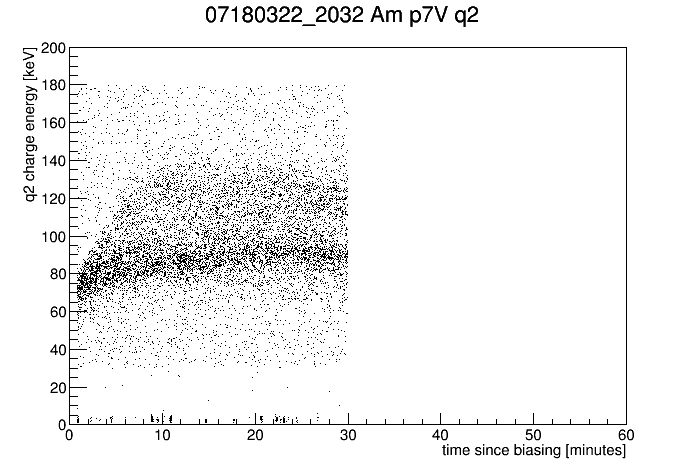 07180322_2032 Am p7V q2
q2 charge energy [keV]
200
180
160
140
120
100
80
60
40
20
0
0 10 20 30 40 50 60
time since biasing [minutes]